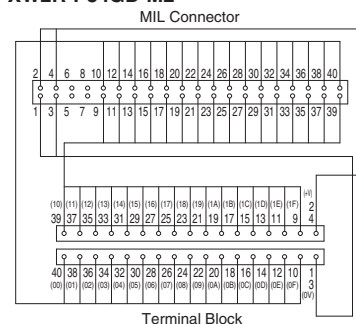 MIL Connector
2 4 6 8 10 12 14 16 18 20 22 24 26 28 30 32 34 36 38 40
1 3 5 7 9 11 13 15 17 19 21 23 25 27 29 31 33 35 37 39
(+V)
(10) (11) (12) (13) (14) (15) (16) (17) (18) (19) (1A) (1B) (1C) (1D) (1E) (1F) 2
39 37 35 33 31 29 27 25 23 21 19 17 15 13 11 9 4
40 38 36 34 32 30 28 26 24 22 20 18 16 14 12 10 1
(00) (01) (02) (03) (04) (05) (06) (07) (08) (09) (0A) (0B) (0C) (0D) (0E) (0F) 3
(0V)
Terminal Block